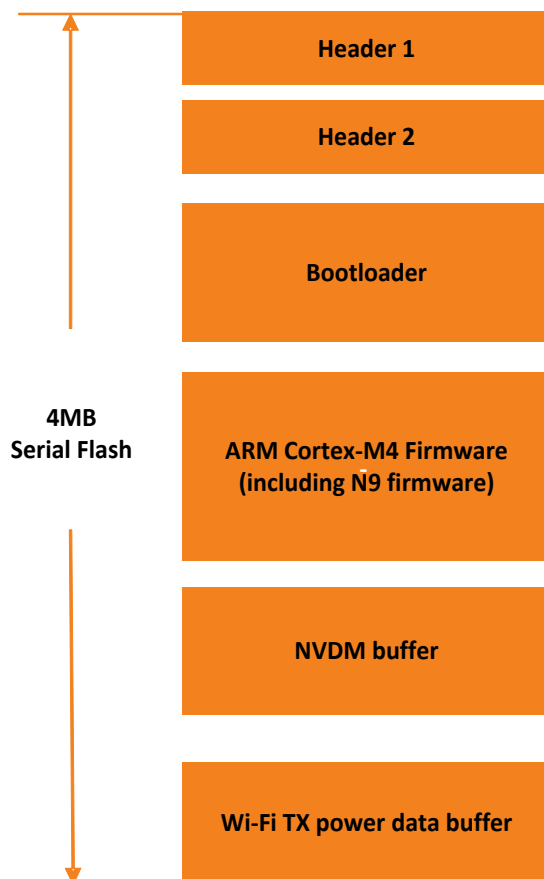 Header 1
Header 2
Bootloader
4MB
Serial Flash
ARM Cortex-M4 Firmware
(including N9 firmware)
NVDM buffer
Wi-Fi TX power data buffer